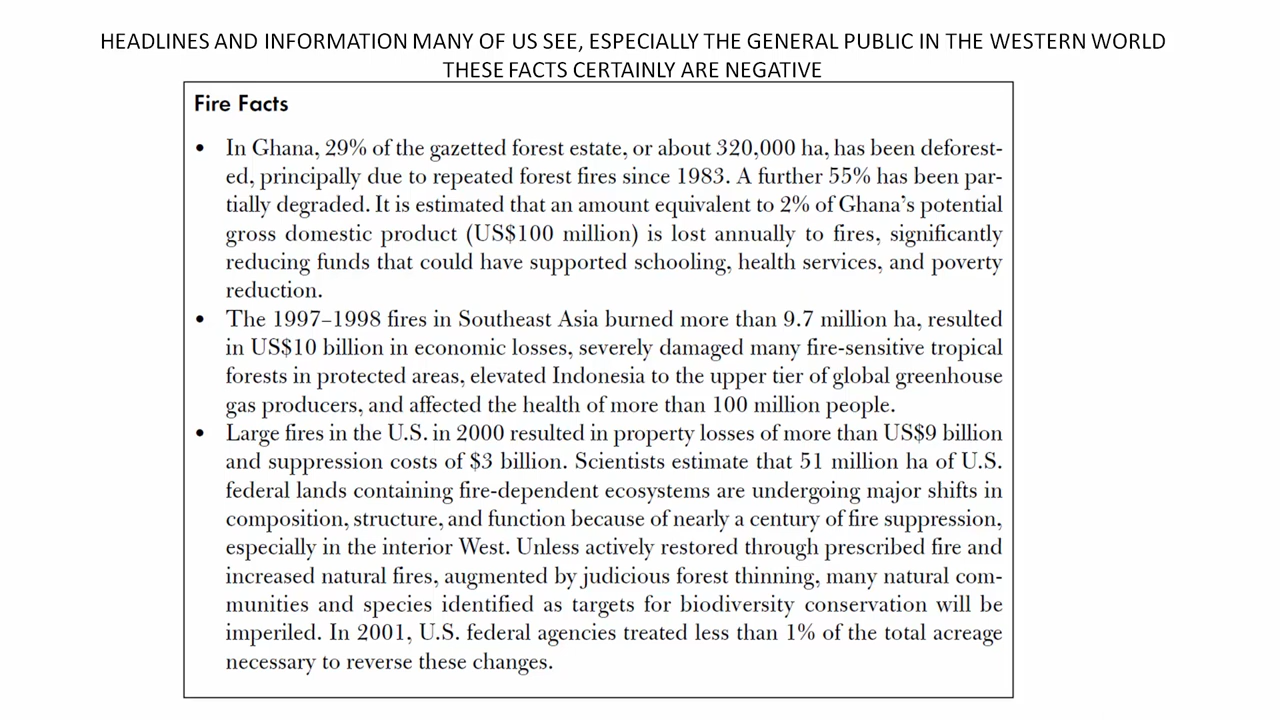 HEADLINES AND INFORMATION MANY OF US SEE, ESPECIALLY THE GENERAL PUBLIC IN THE WESTERN WORLD
THESE FACTS CERTAINLY ARE NEGATIVE
Fire Facts
• In Ghana, 29% of the gazetted forest estate, or about 320,000 ha, has been deforest-
ed, principally due to repeated forest fires since 1983. A further 55% has been par-
tially degraded. It is estimated that an amount equivalent to 2% of Ghana's potential
gross domestic product (US$100 million) is lost annually to fires, significantly
reducing funds that could have supported schooling, health services, and poverty
reduction.
• The 1997–1998 fires in Southeast Asia burned more than 9.7 million ha, resulted
in US$10 billion in economic losses, severely damaged many fire-sensitive tropical
forests in protected areas, elevated Indonesia to the upper tier of global greenhouse
gas producers, and affected the health of more than 100 million people.
• Large fires in the U.S. in 2000 resulted in property losses of more than US$9 billion
and suppression costs of $3 billion. Scientists estimate that 51 million ha of U.S.
federal lands containing fire-dependent ecosystems are undergoing major shifts in
composition, structure, and function because of nearly a century of fire suppression,
especially in the interior West. Unless actively restored through prescribed fire and
increased natural fires, augmented by judicious forest thinning, many natural com-
munities and species identified as targets for biodiversity conservation will be
imperiled. In 2001, U.S. federal agencies treated less than 1% of the total acreage
necessary to reverse these changes.